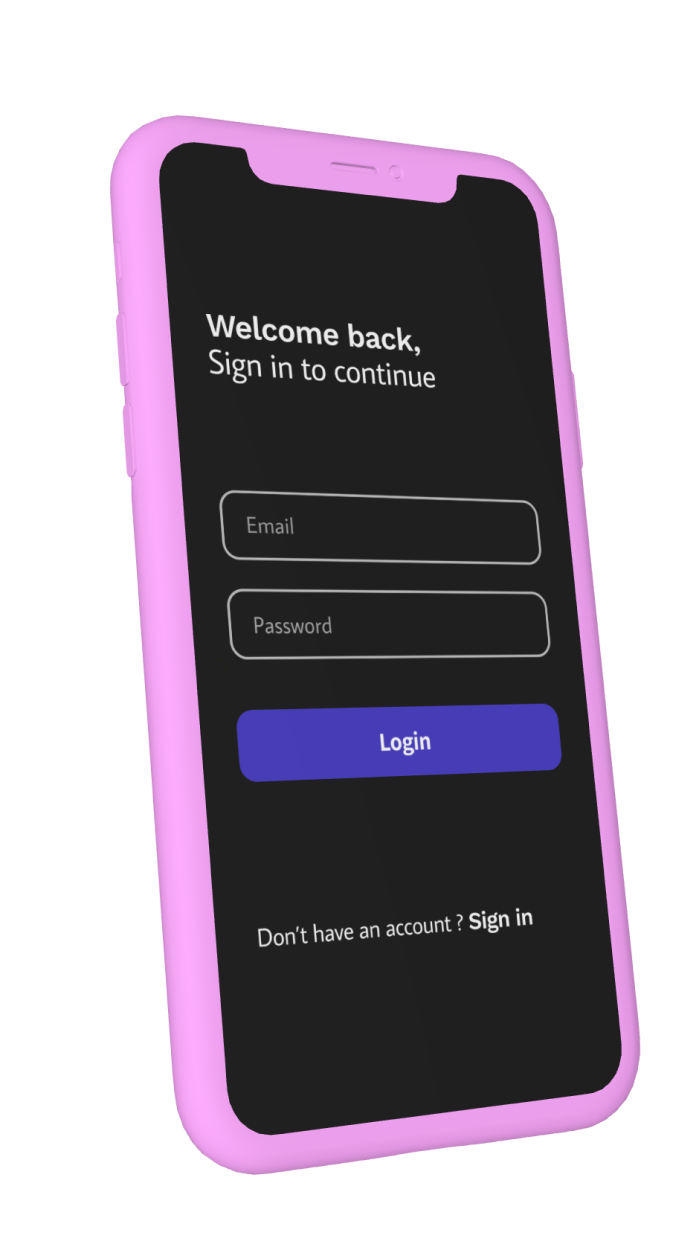 Welcome back,
Sign in to continue
Email
Password
Login
Don't have an account ? Sign in